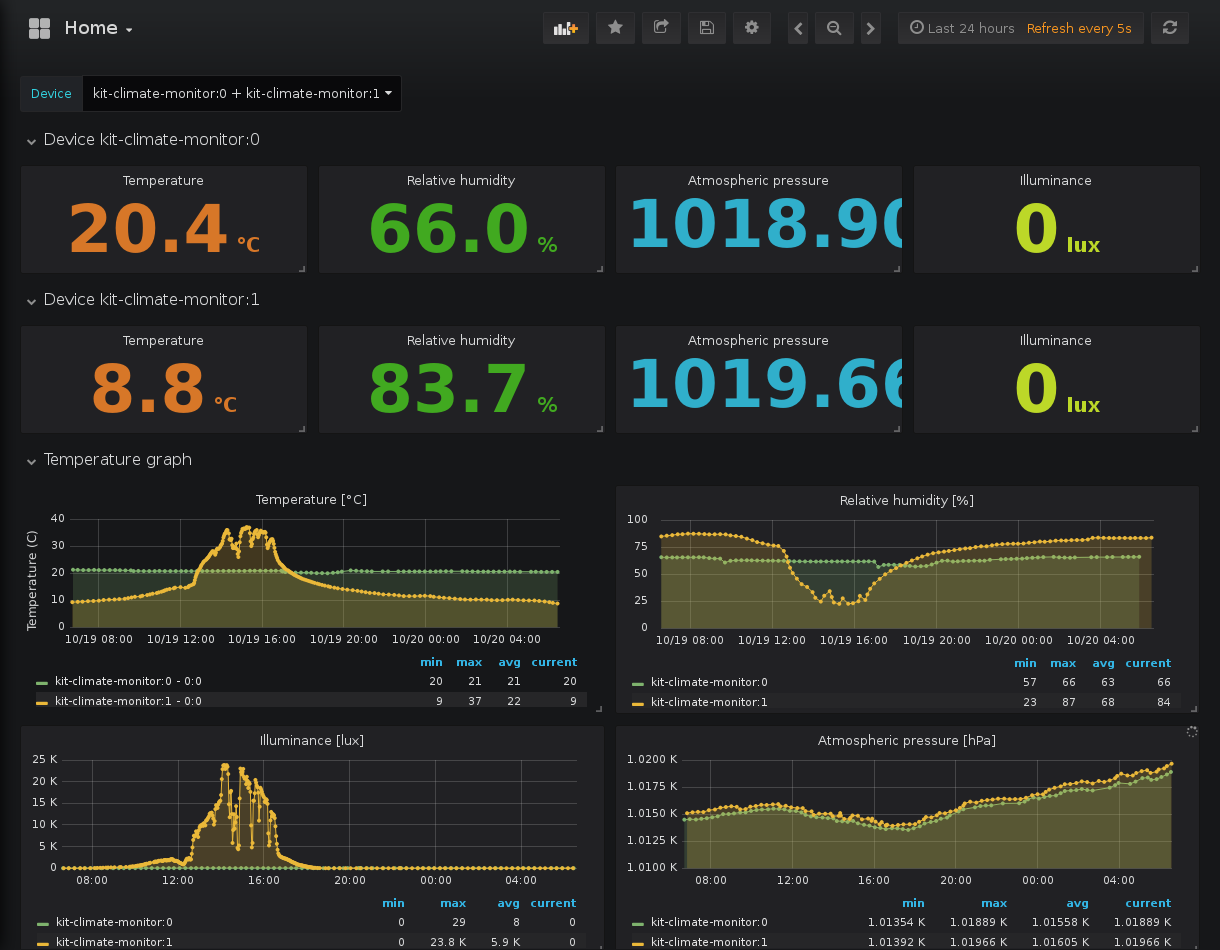 Home
Last 24 hours Refresh every 5s
Device kit-climate-monitor:0 + kit-climate-monitor:1
Device kit-climate-monitor:0
Temperature Relative humidity Atmospheric pressure Illuminance
20.4 °C 66.0 % 1018.90 0 lux
Device kit-climate-monitor:1
Temperature Relative humidity Atmospheric pressure Illuminance
8.8 °C 83.7 % 1019.66 0 lux
Temperature graph
Temperature [°C]
Temperature (C)
40
30
20
10
0
10/19 08:00 10/19 12:00 10/19 16:00 10/19 20:00 10/20 00:00 10/20 04:00
min max avg current
kit-climate-monitor:0 - 0:0 20 21 21 20
kit-climate-monitor:1 - 0:0 9 37 22 9
Relative humidity [%]
100
75
50
25
0
10/19 08:00 10/19 12:00 10/19 16:00 10/19 20:00 10/20 00:00 10/20 04:00
min max avg current
kit-climate-monitor:0 57 66 63 66
kit-climate-monitor:1 23 87 68 84
Illuminance [lux]
25 K
20 K
15 K
10 K
5 K
0
08:00 12:00 16:00 20:00 00:00 04:00
min max avg current
kit-climate-monitor:0 0 29 8 0
kit-climate-monitor:1 0 23.8 K 5.9 K 0
Atmospheric pressure [hPa]
1.0200 K
1.0175 K
1.0150 K
1.0125 K
1.0100 K
08:00 12:00 16:00 20:00 00:00 04:00
min max avg current
kit-climate-monitor:0 1.01354 K 1.01889 K 1.01558 K 1.01889 K
kit-climate-monitor:1 1.01392 K 1.01966 K 1.01605 K 1.01966 K